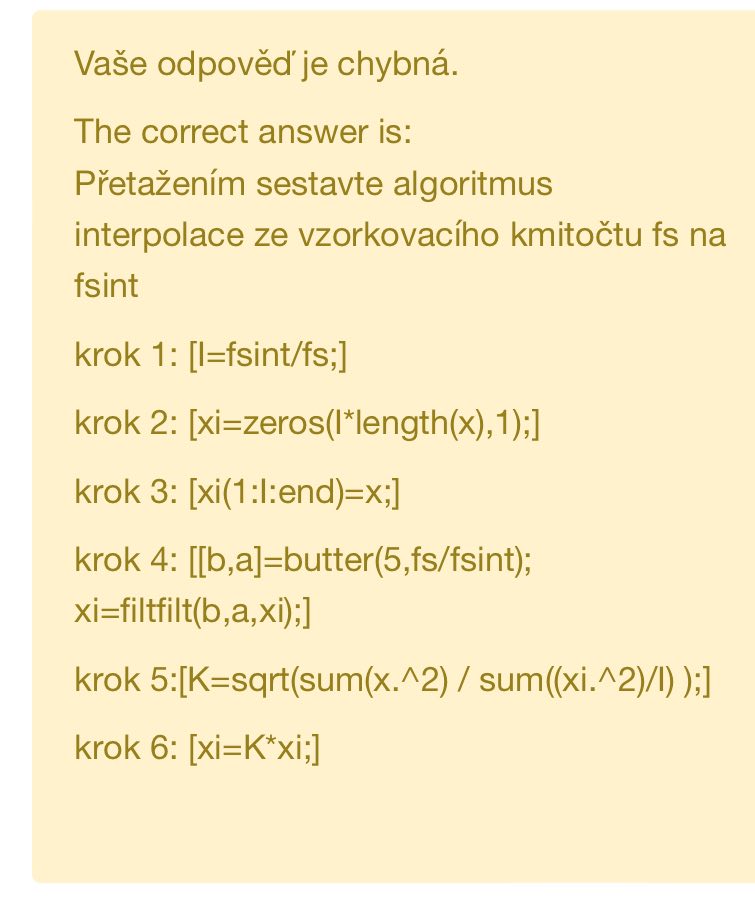 Vaše odpověď je chybná.
The correct answer is:
Přetažením sestavte algoritmus
interpolace ze vzorkovacího kmitočtu fs na
fsint
krok 1: [I=fsint/fs;]
krok 2: [xi=zeros(I*length(x),1);]
krok 3: [xi(1:I:end)=x;]
krok 4: [[b,a]=butter(5,fs/fsint);
xi=filtfilt(b,a,xi);]
krok 5:[K=sqrt(sum(x.^2) / sum((xi.^2)/I) );]
krok 6: [xi=K*xi;]